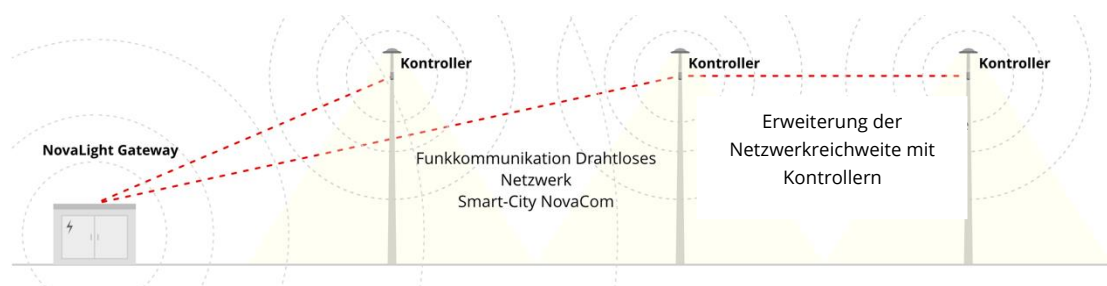 Kontroller
Kontroller
Kontroller
NovaLight Gateway
Funkkommunikation Drahtloses
Netzwerk
Smart-City NovaCom
Erweiterung der
Netzwerkreichweite mit
Kontrollern